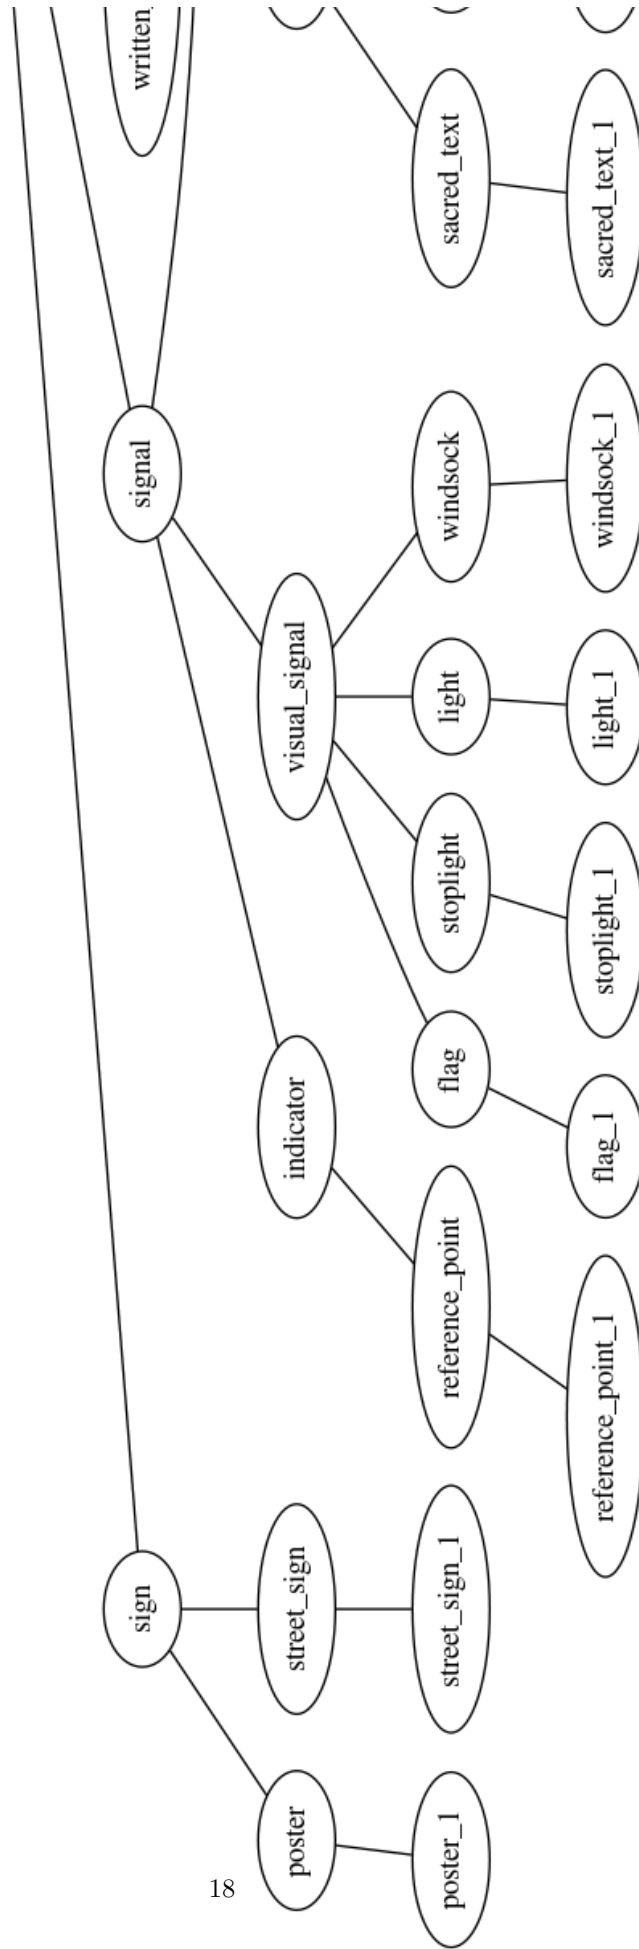 written_
sacred_text
sacred_text_1
signal
windsock
windsock_1
visual_signal
light
light_1
stoplight
stoplight_1
indicator
flag
flag_1
reference_point
reference_point_1
sign
street_sign
street_sign_1
poster
poster_1
18